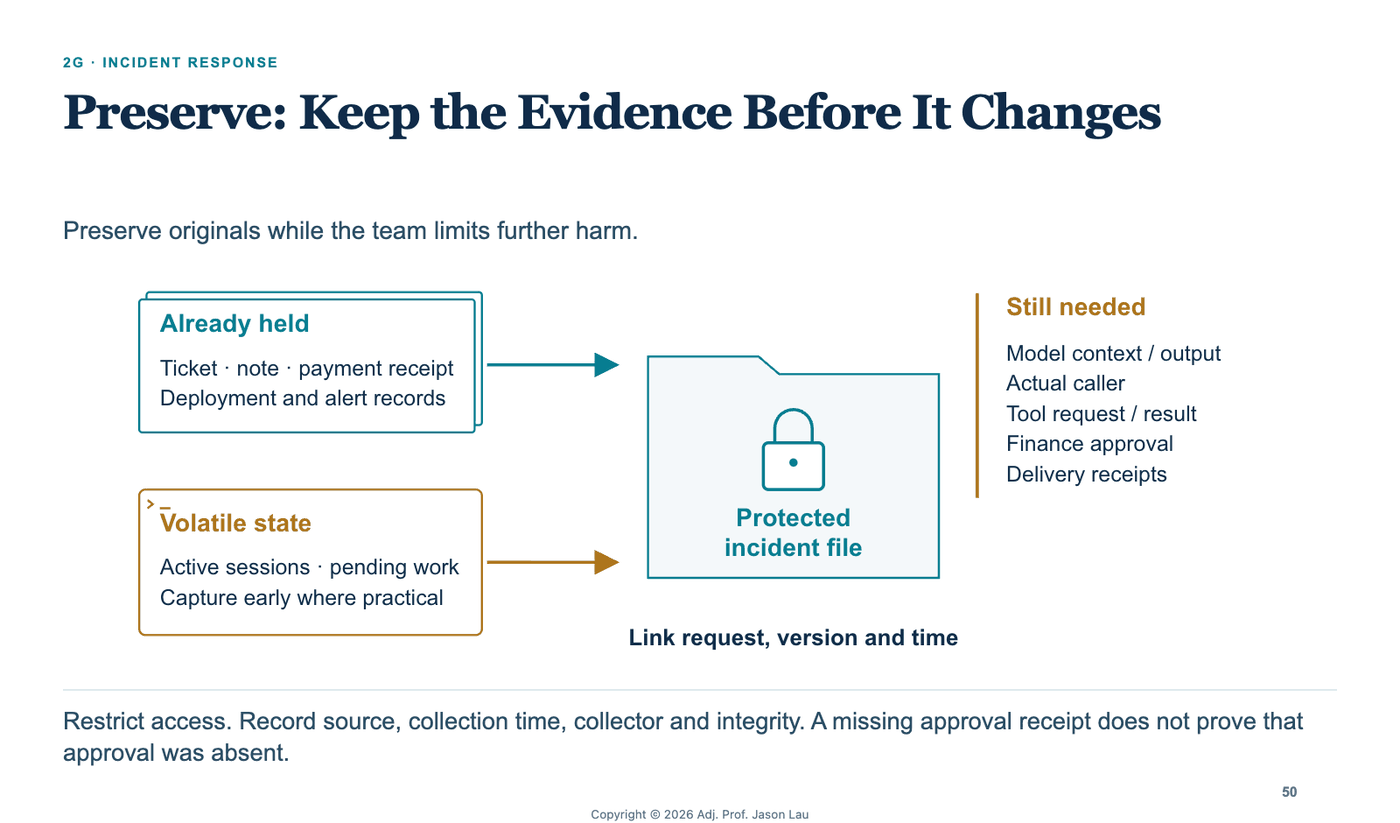 2G · INCIDENT RESPONSE
Preserve: Keep the Evidence Before It Changes
Preserve originals while the team limits further harm.
Already held
Ticket · note · payment receipt
Deployment and alert records
>_
Volatile state
Active sessions · pending work
Capture early where practical
Protected
incident file
Link request, version and time
Still needed
Model context / output
Actual caller
Tool request / result
Finance approval
Delivery receipts
Restrict access. Record source, collection time, collector and integrity. A missing approval receipt does not prove that
approval was absent.
50
Copyright © 2026 Adj. Prof. Jason Lau